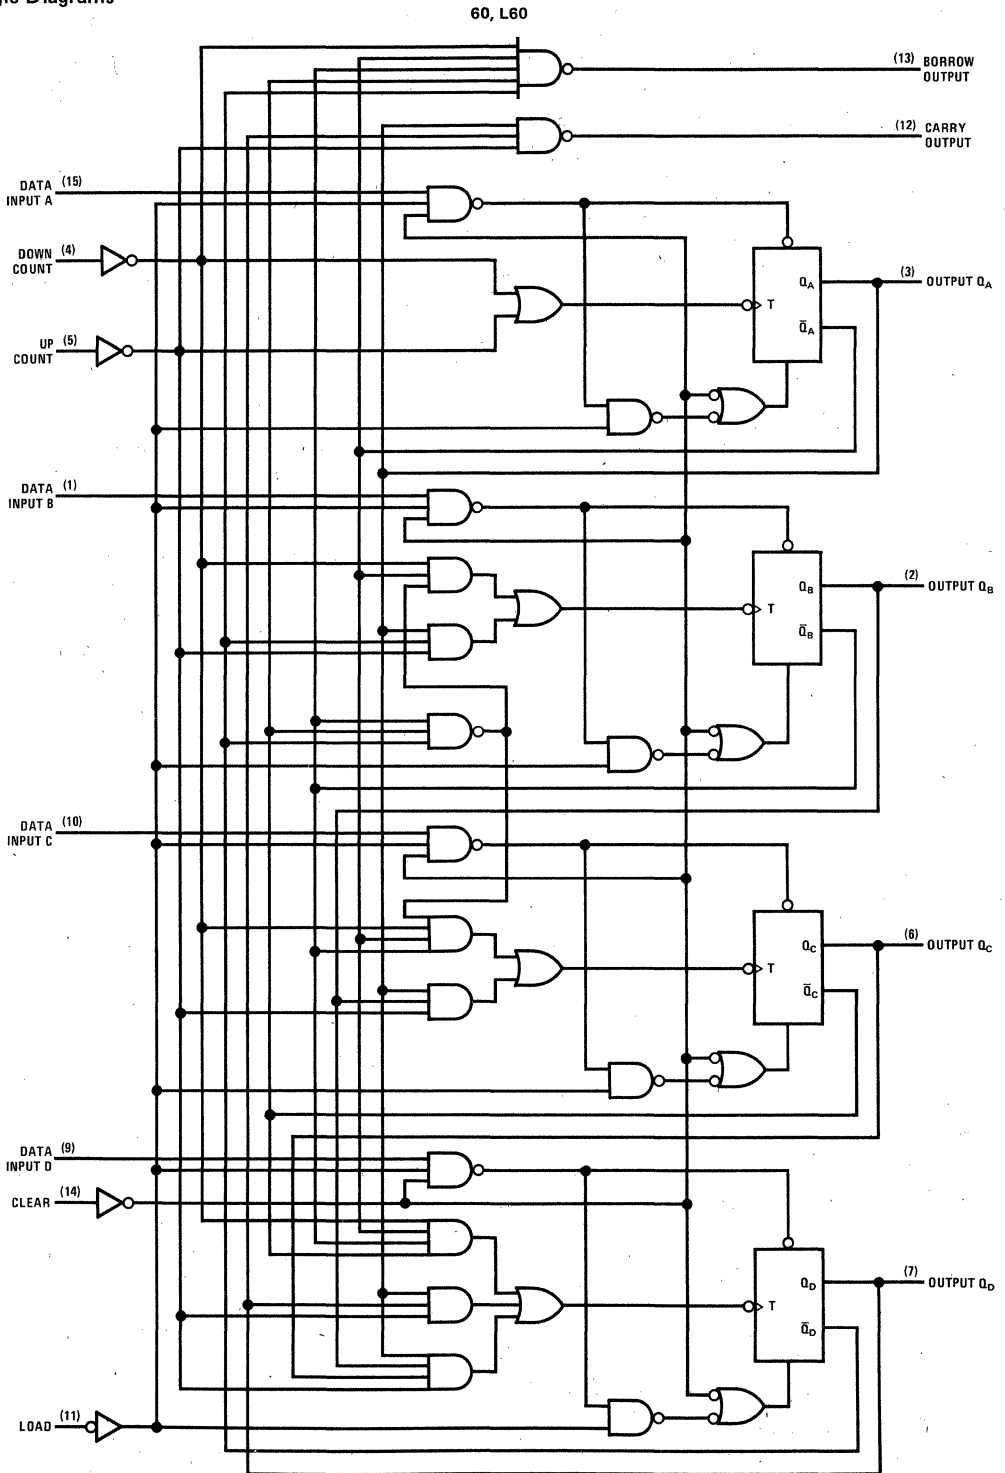 60, L60
(13) BORROW
OUTPUT
(12) CARRY
OUTPUT
DATA (15)
INPUT A
DOWN (4)
COUNT
UP (5)
COUNT
T
QA
Q̄A
(3) OUTPUT QA
DATA (1)
INPUT B
T
QB
Q̄B
(2) OUTPUT QB
DATA (10)
INPUT C
T
QC
Q̄C
(6) OUTPUT QC
DATA (9)
INPUT D
CLEAR (14)
T
QD
Q̄D
(7) OUTPUT QD
LOAD (11)